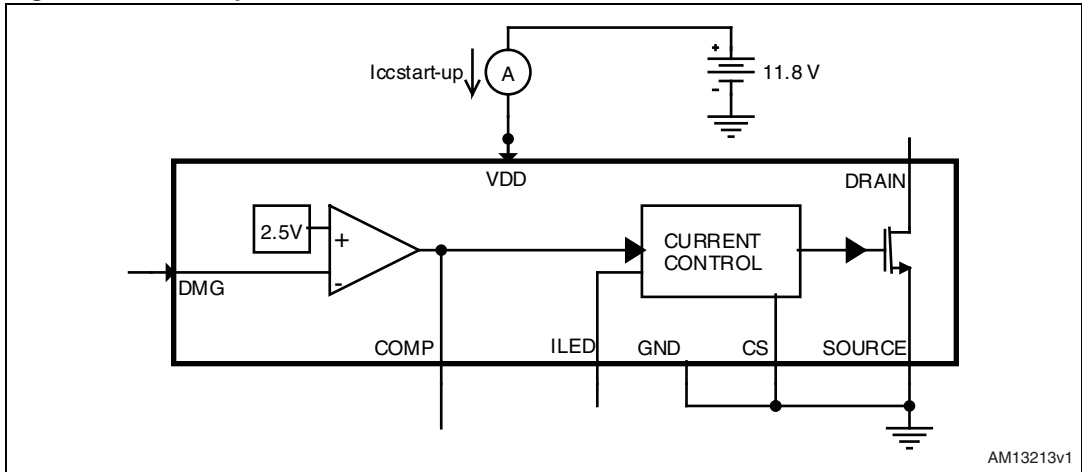 Iccstart-up
A
+
-
11.8 V
VDD
DRAIN
2.5V
+
-
CURRENT
CONTROL
DMG
COMP
ILED
GND
CS
SOURCE
AM13213v1